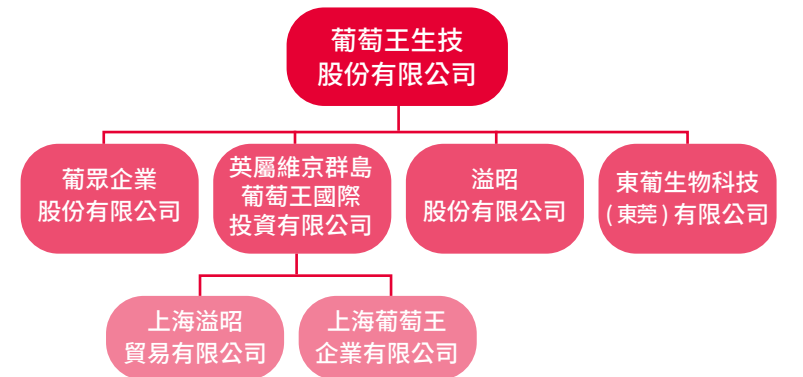 葡萄王生技
股份有限公司
葡眾企業
股份有限公司
英屬維京群島
葡萄王國際
投資有限公司
溢昭
股份有限公司
東葡生物科技
(東莞)有限公司
上海溢昭
貿易有限公司
上海葡萄王
企業有限公司